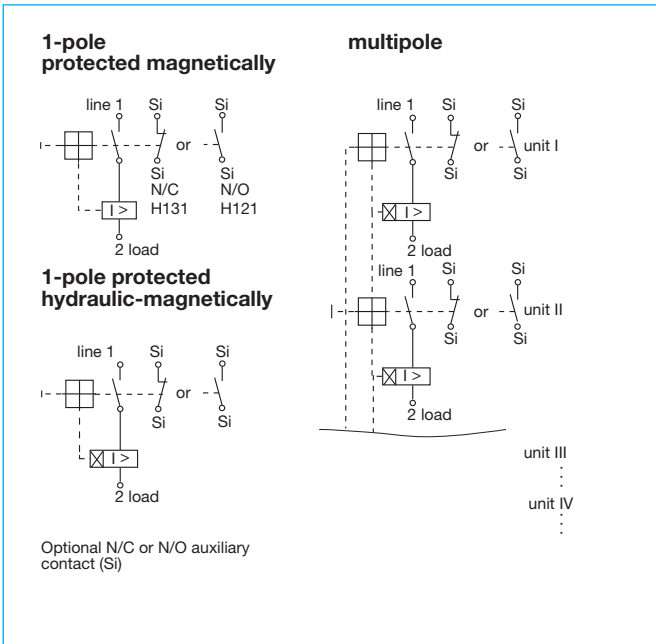 1-pole
protected magnetically
line 1 Si Si
or
Si Si
N/C N/O
I > H131 H121
2 load
1-pole protected
hydraulic-magnetically
line 1 Si Si
or
Si Si
I >
2 load
Optional N/C or N/O auxiliary
contact (Si)
multipole
line 1 Si Si
or unit I
Si Si
I >
2 load
line 1 Si Si
or unit II
Si Si
I >
2 load
unit III
unit IV